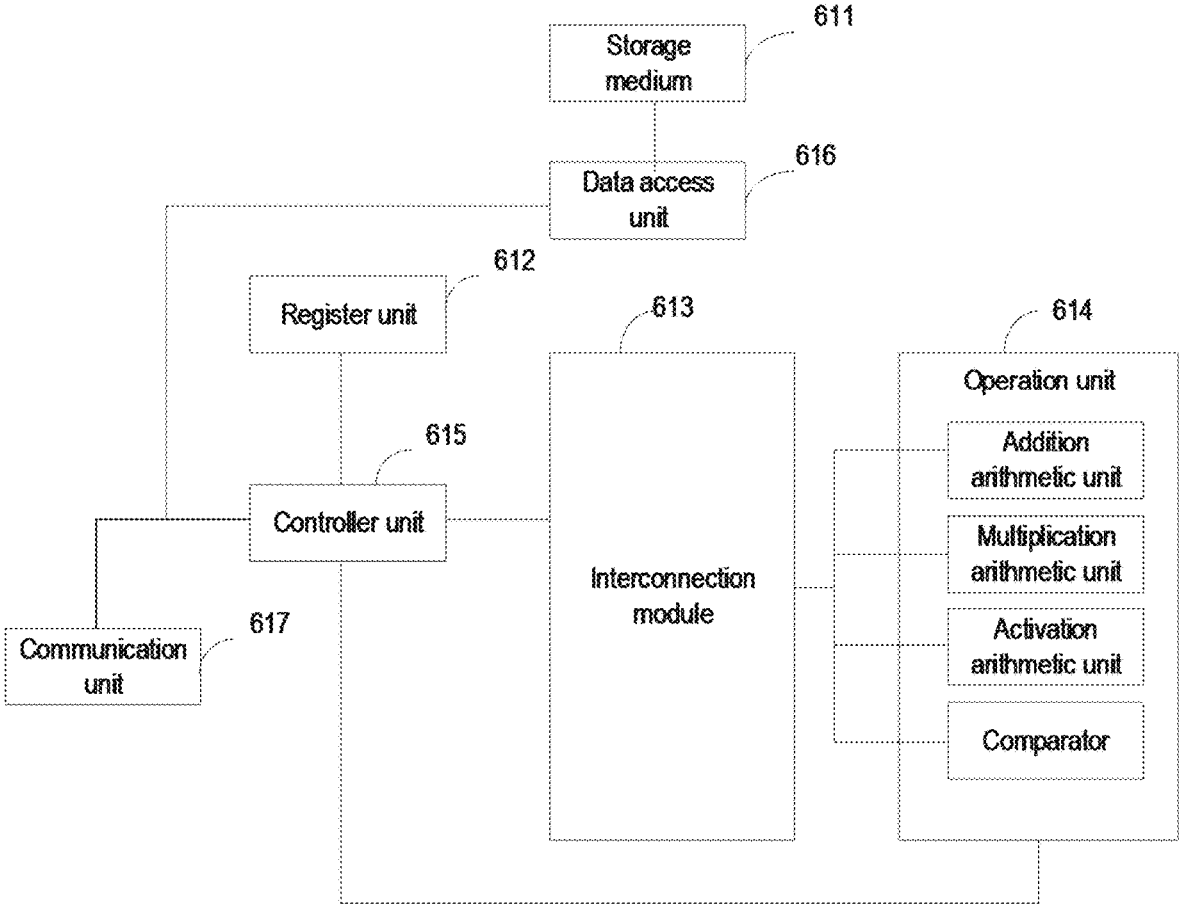 611
Storage
medium
616
Data access
unit
612
Register unit
613
614
Operation unit
Addition
arithmetic unit
615
Controller unit
Multiplication
arithmetic unit
Interconnection
module
617
Communication
unit
Activation
arithmetic unit
Comparator